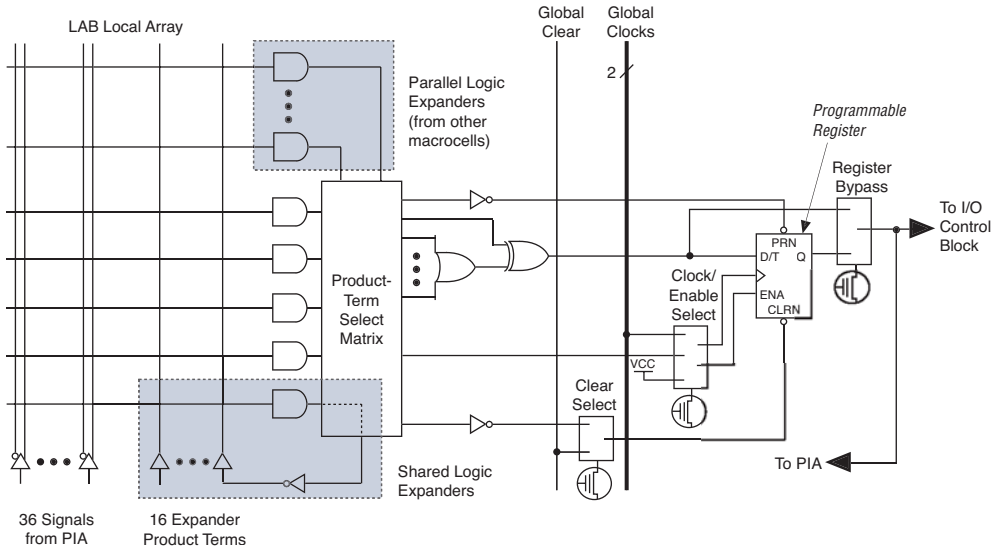 LAB Local Array
Global
Clear
Global
Clocks
2
Parallel Logic
Expanders
(from other
macrocells)
Programmable
Register
Register
Bypass
To I/O
Control
Block
PRN
D/T
Q
ENA
CLRN
Product-
Term
Select
Matrix
Clock/
Enable
Select
VCC
Clear
Select
To PIA
Shared Logic
Expanders
36 Signals
from PIA
16 Expander
Product Terms